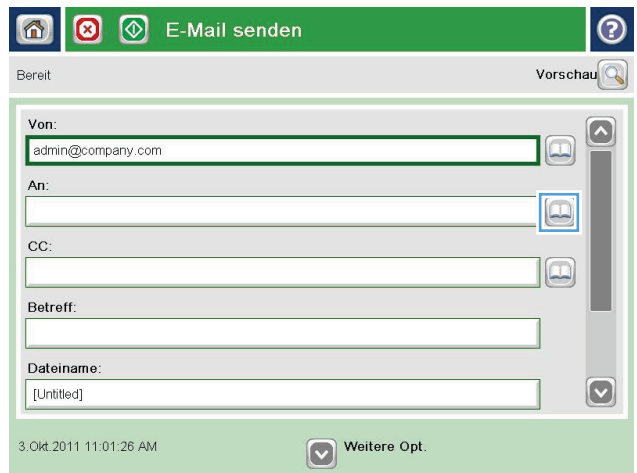 E-Mail senden
Bereit
Vorschau
Von:
admin@company.com
An:
CC:
Betreff:
Dateiname:
[Untitled]
3.Okt.2011 11:01:26 AM
Weitere Opt.